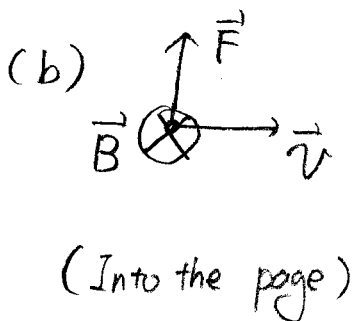 (b) F⃗
B⃗ v⃗
(Into the page)